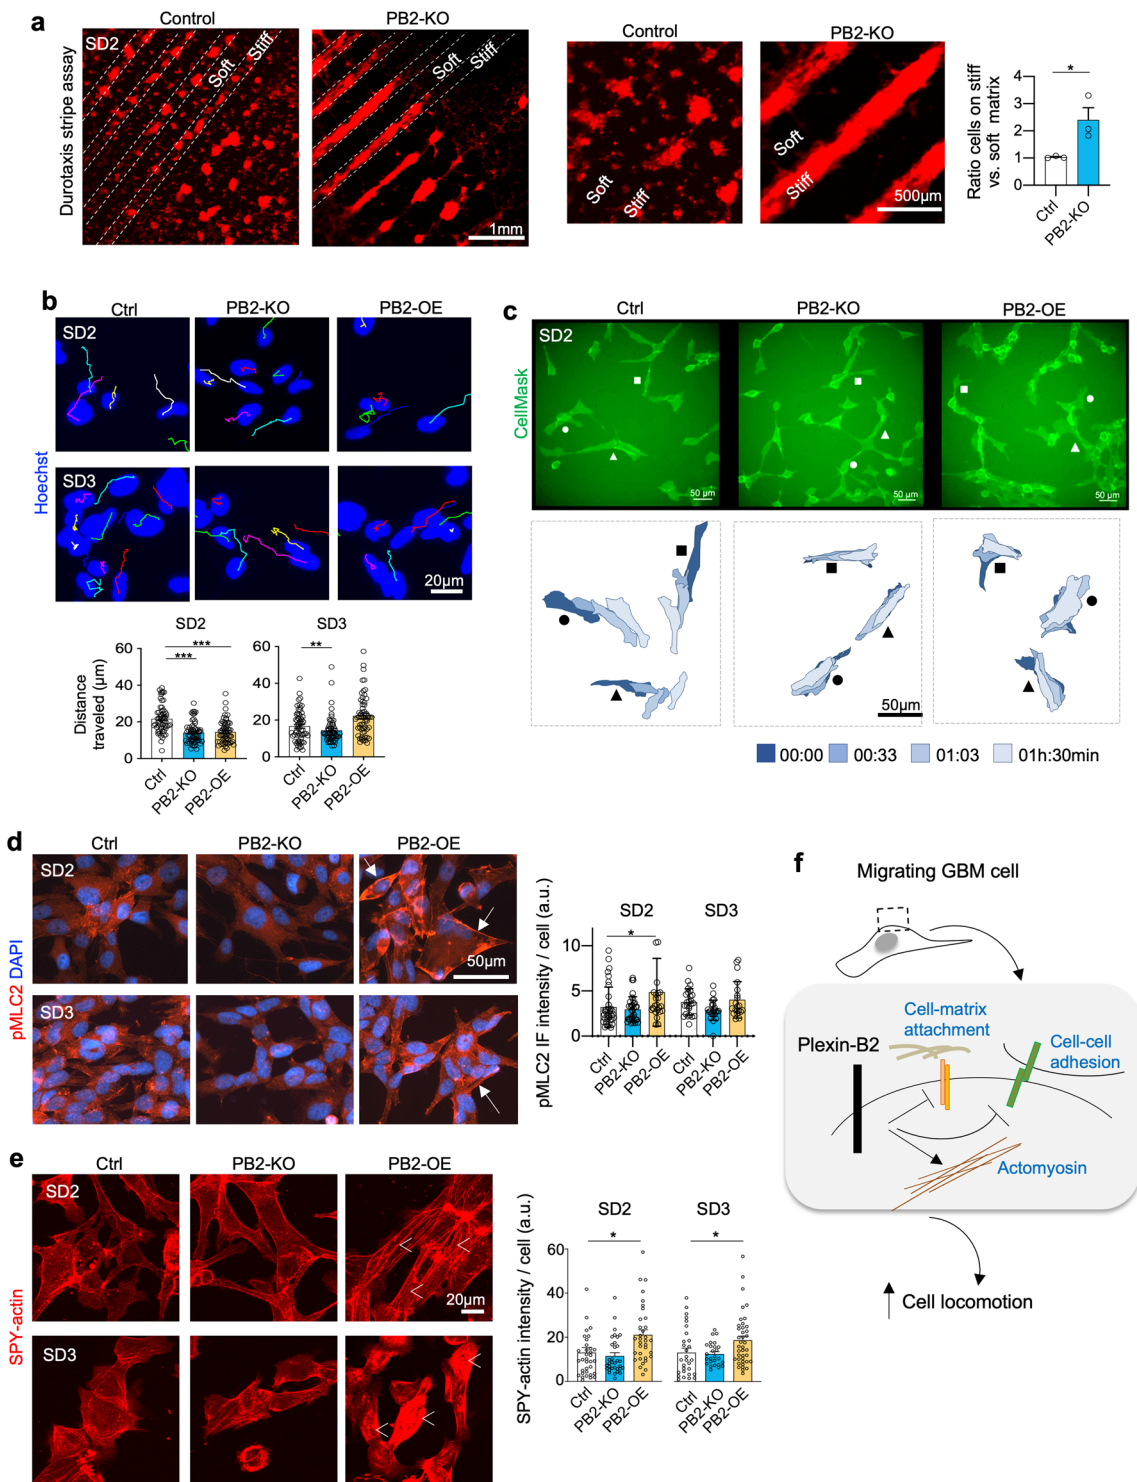 a
Durotaxis stripe assay
Control
PB2-KO
SD2
Soft
Stiff
Soft
Stiff
1mm
Control
PB2-KO
Soft
Stiff
Soft
Stiff
500µm
Ratio cells on stiff
vs. soft matrix
5
4
3
2
1
0
*
Ctrl
PB2-KO
b
Ctrl
PB2-KO
PB2-OE
Hoechst
SD2
SD3
20µm
SD2
SD3
Distance
traveled (µm)
60
40
20
0
***
***
60
40
20
0
**
Ctrl
PB2-KO
PB2-OE
Ctrl
PB2-KO
PB2-OE
c
Ctrl
PB2-KO
PB2-OE
CellMask
SD2
50 µm
50 µm
50 µm
50µm
00:00
00:33
01:03
01h:30min
d
Ctrl
PB2-KO
PB2-OE
pMLC2 DAPI
SD2
50µm
SD3
pMLC2 IF intensity / cell (a.u.)
SD2
SD3
10
5
0
*
Ctrl
PB2-KO
PB2-OE
Ctrl
PB2-KO
PB2-OE
e
Ctrl
PB2-KO
PB2-OE
SPY-actin
SD2
20µm
SD3
SPY-actin intensity / cell (a.u.)
SD2
SD3
60
40
20
0
*
*
Ctrl
PB2-KO
PB2-OE
Ctrl
PB2-KO
PB2-OE
f
Migrating GBM cell
Cell-matrix
attachment
Plexin-B2
Cell-cell
adhesion
Actomyosin
Cell locomotion